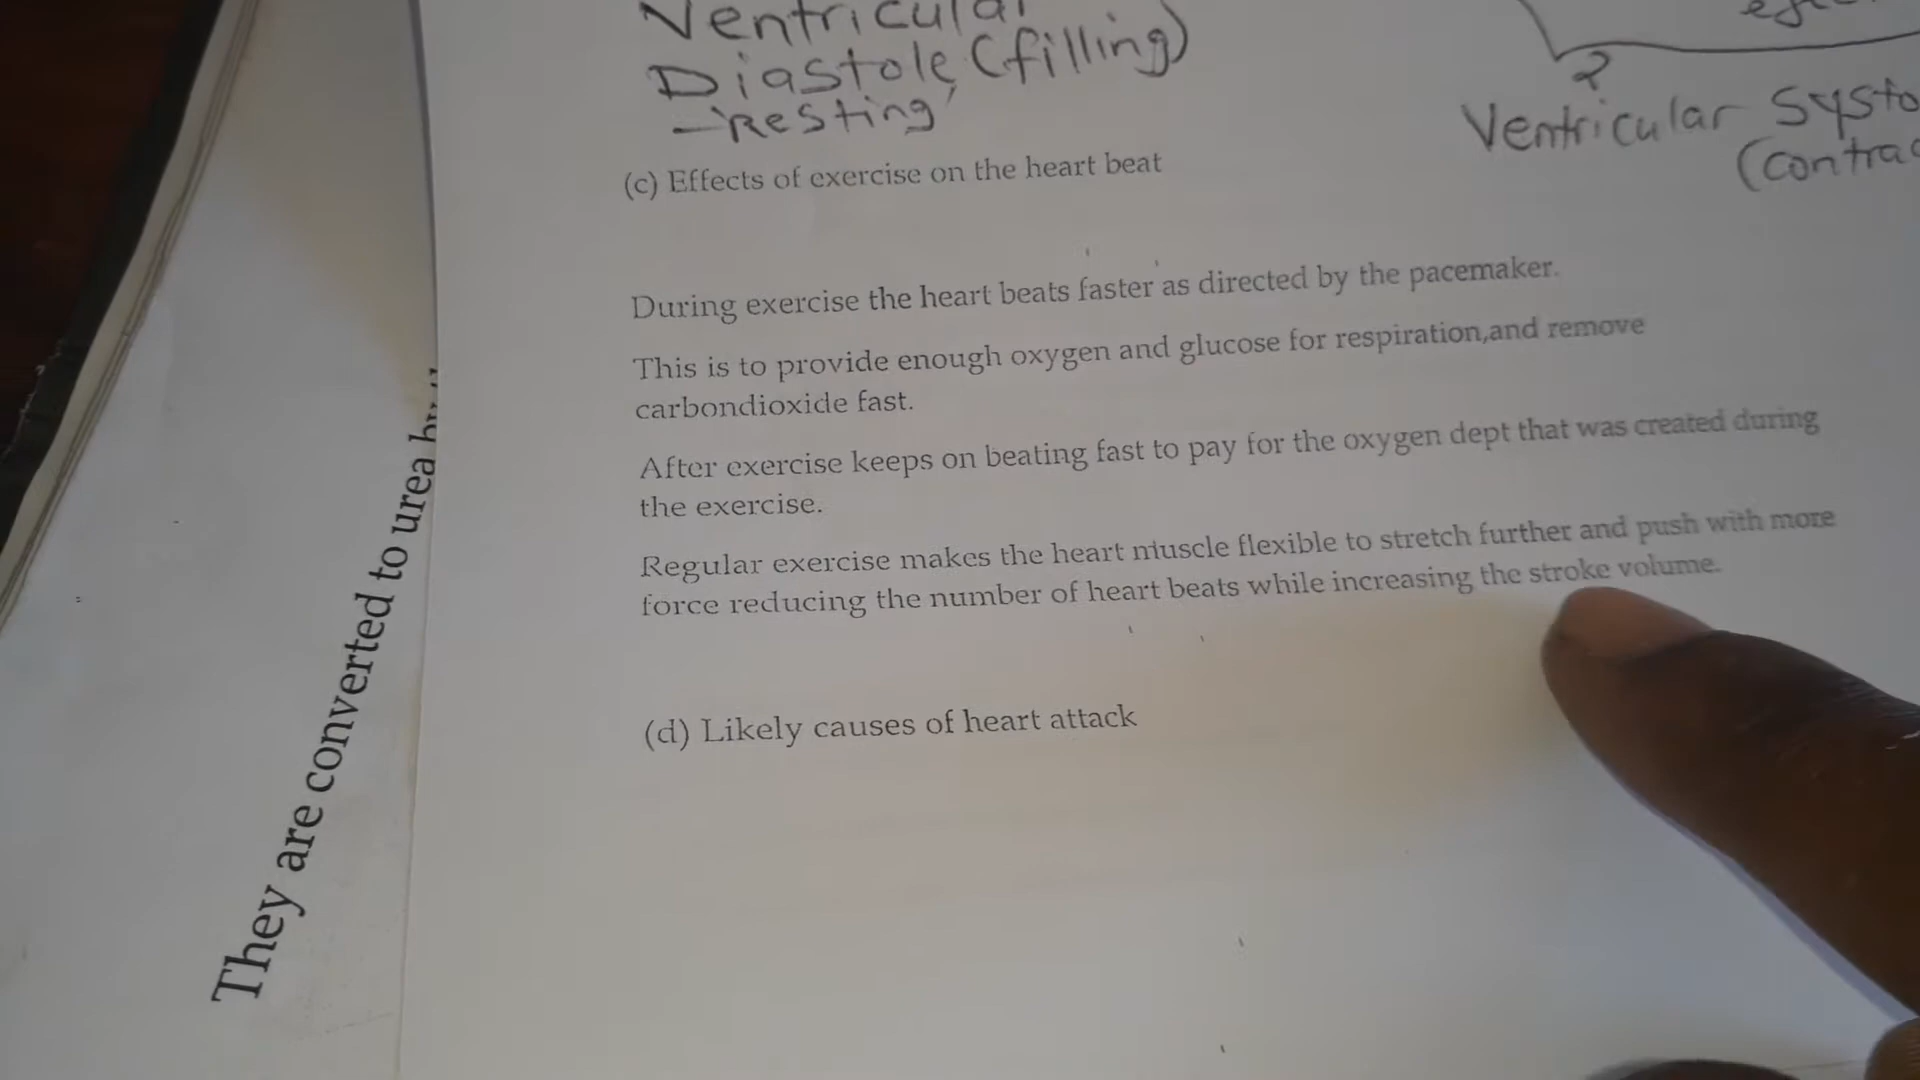 Ventricular
Diastole (filling)
- 'Resting'
2
Ventricular
(c) Effects of exercise on the heart beat
During exercise the heart beats faster as directed by the pacemaker.
This is to provide enough oxygen and glucose for respiration,and remove
carbondioxide fast.
After exercise keeps on beating fast to pay for the oxygen dept that was created during
the exercise.
Regular exercise makes the heart muscle flexible to stretch further and push with more
force reducing the number of heart beats while increasing the stroke volume.
(d) Likely causes of heart attack
They are converted to urea